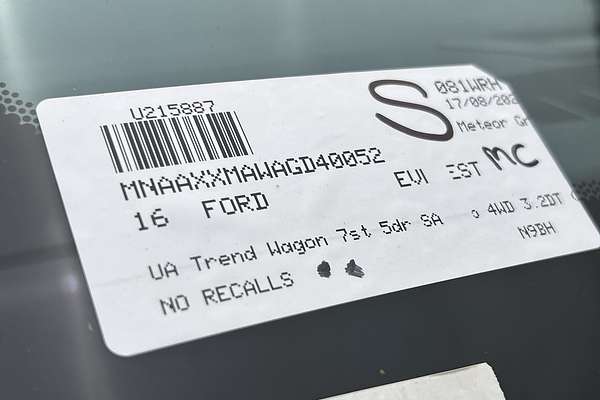 U215887
081WRH
17/08/202
S
Meteor Gr
MNAAXXMAWAGD40052
EST MC
16 FORD
UA Trend Wagon 7st 5dr SA 4WD 3.2DT
N9BH
NO RECALLS